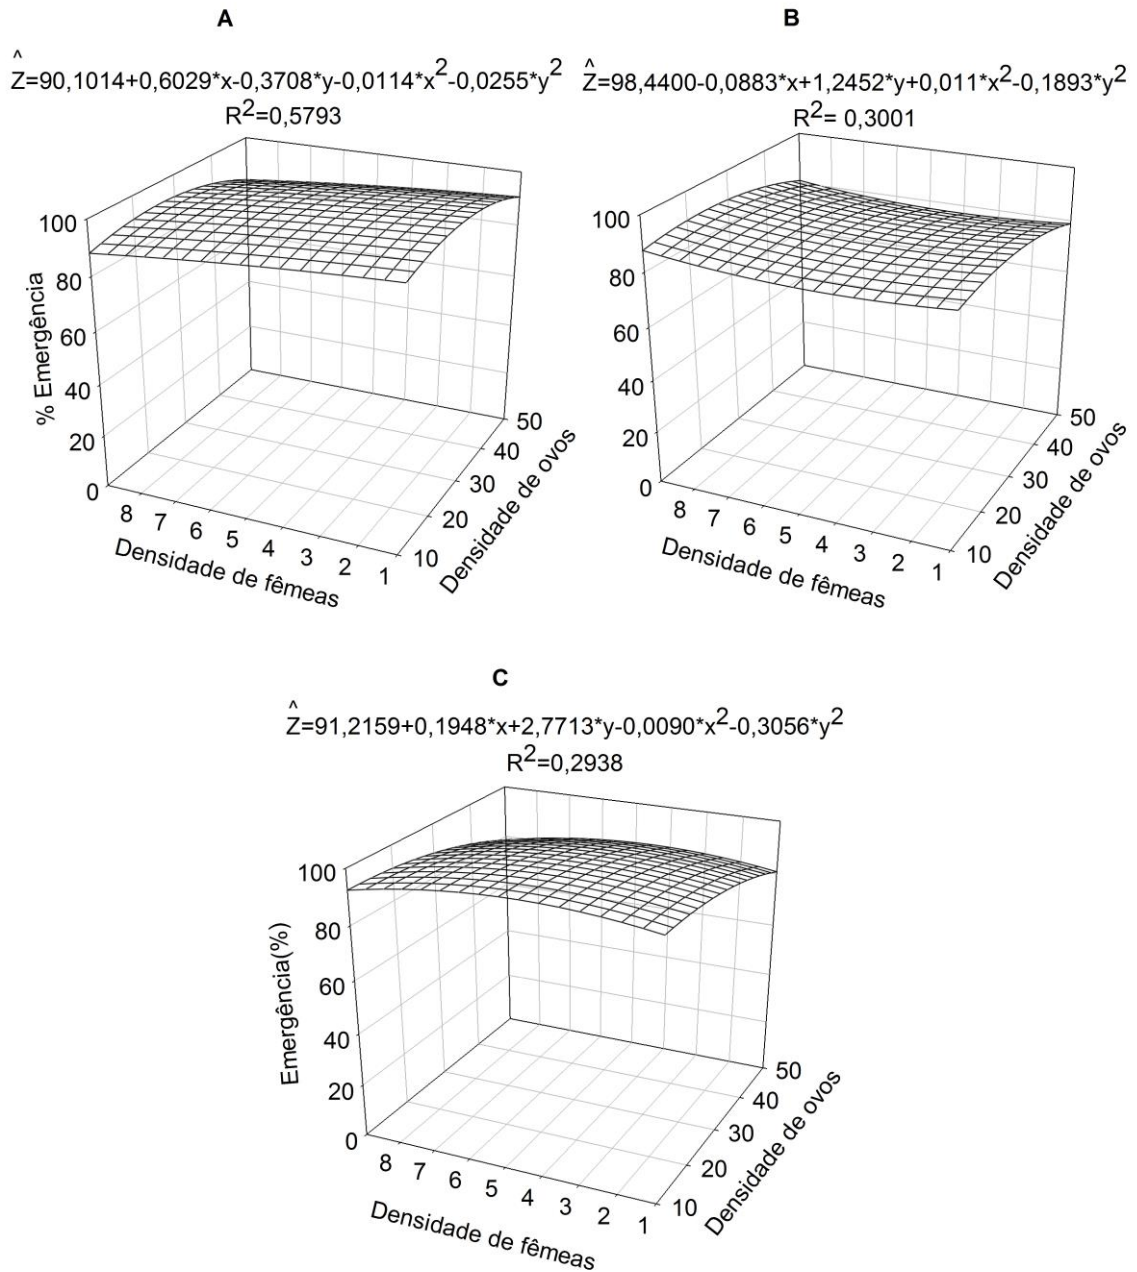 A
Ẑ=90,1014+0,6029*x-0,3708*y-0,0114*x²-0,0255*y²
R²=0,5793
100
80
60
40
20
0
% Emergência
8 7 6 5 4 3 2 1
Densidade de fêmeas
10 20 30 40 50
Densidade de ovos
B
Ẑ=98,4400-0,0883*x+1,2452*y+0,011*x²-0,1893*y²
R²= 0,3001
100
80
60
40
20
0
8 7 6 5 4 3 2 1
Densidade de fêmeas
10 20 30 40 50
Densidade de ovos
C
Ẑ=91,2159+0,1948*x+2,7713*y-0,0090*x²-0,3056*y²
R²=0,2938
100
80
60
40
20
0
Emergência(%)
8 7 6 5 4 3 2 1
Densidade de fêmeas
10 20 30 40 50
Densidade de ovos